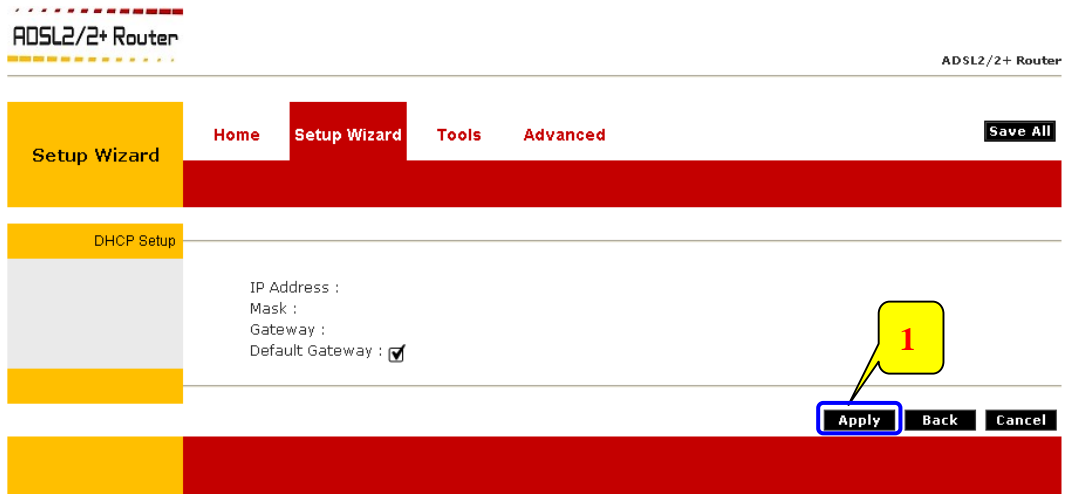 ADSL2/2+ Router
ADSL2/2+ Router
Setup Wizard
Home Setup Wizard Tools Advanced
Save All
DHCP Setup
IP Address :
Mask :
Gateway :
Default Gateway :
1
Apply Back Cancel